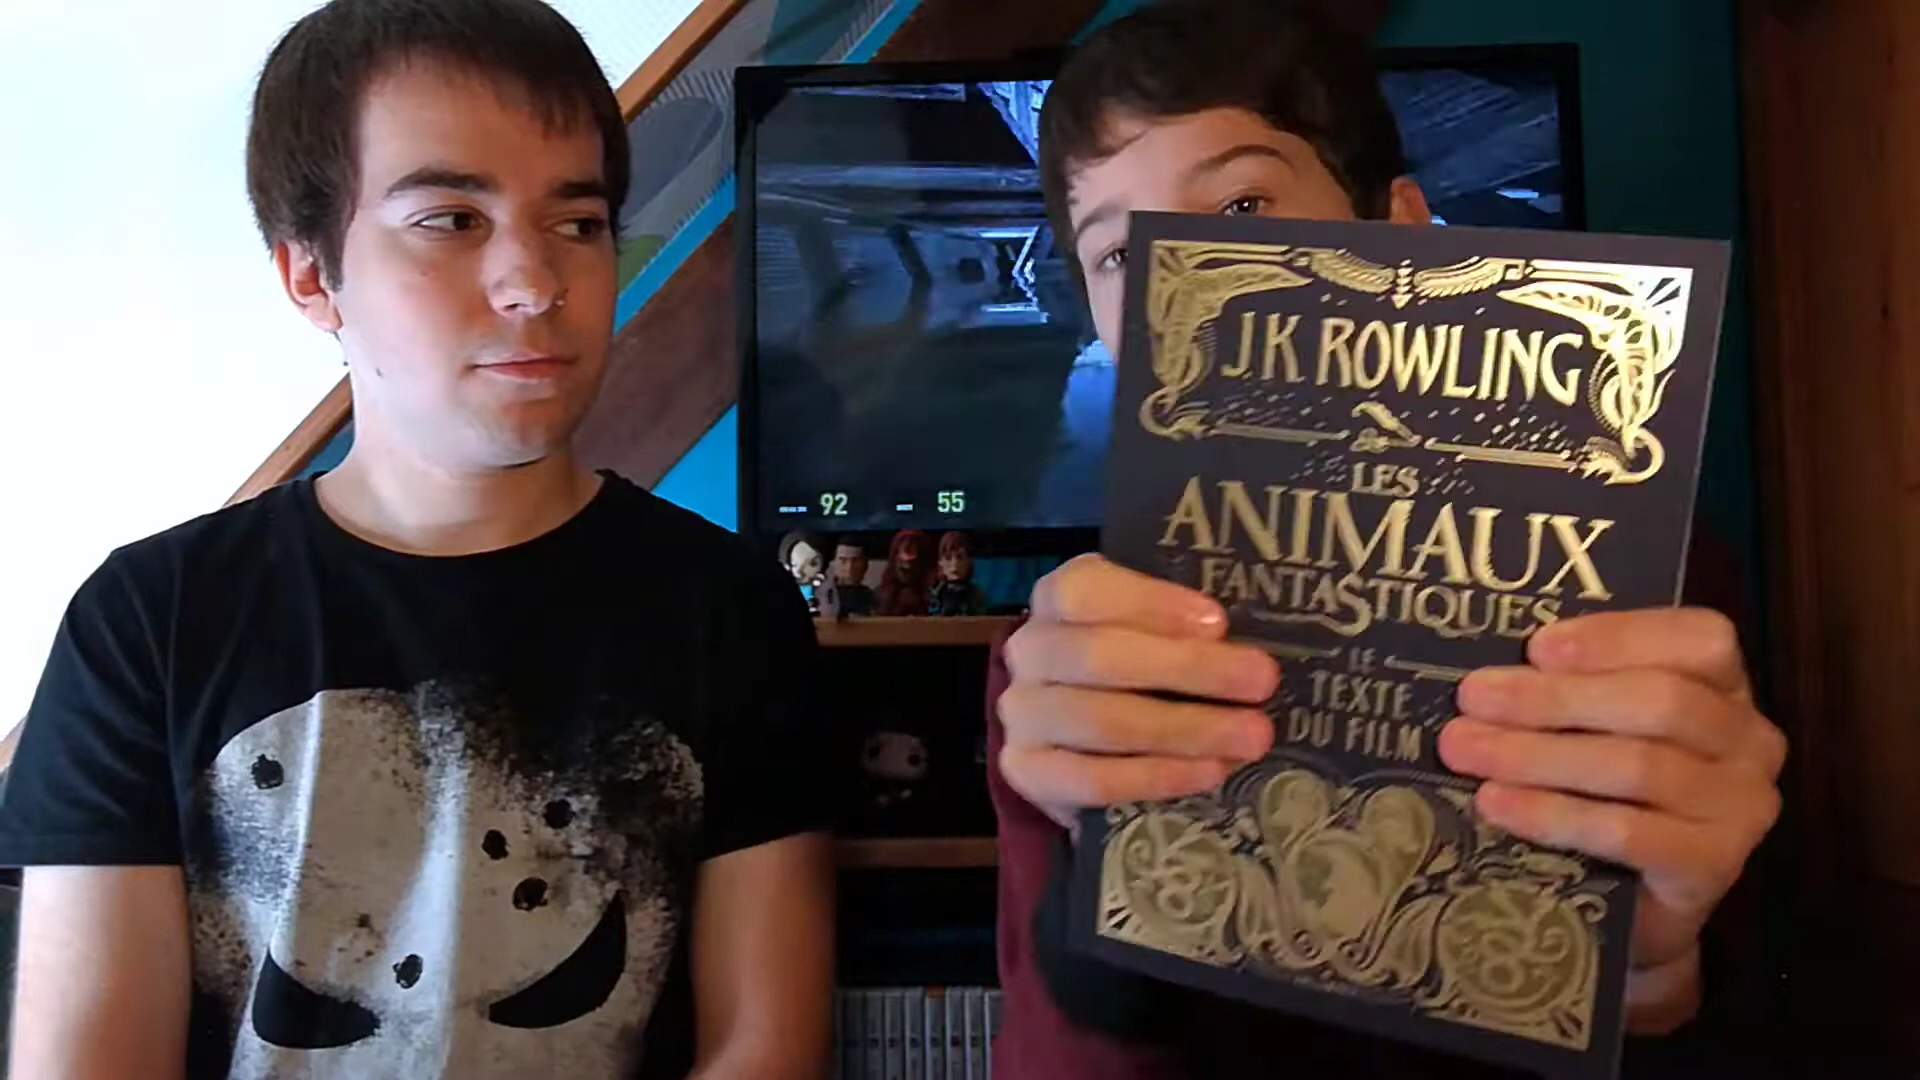 J.K ROWLING
LES
ANIMAUX
FANTASTIQUES
LE
TEXTE
DU FILM
92 55